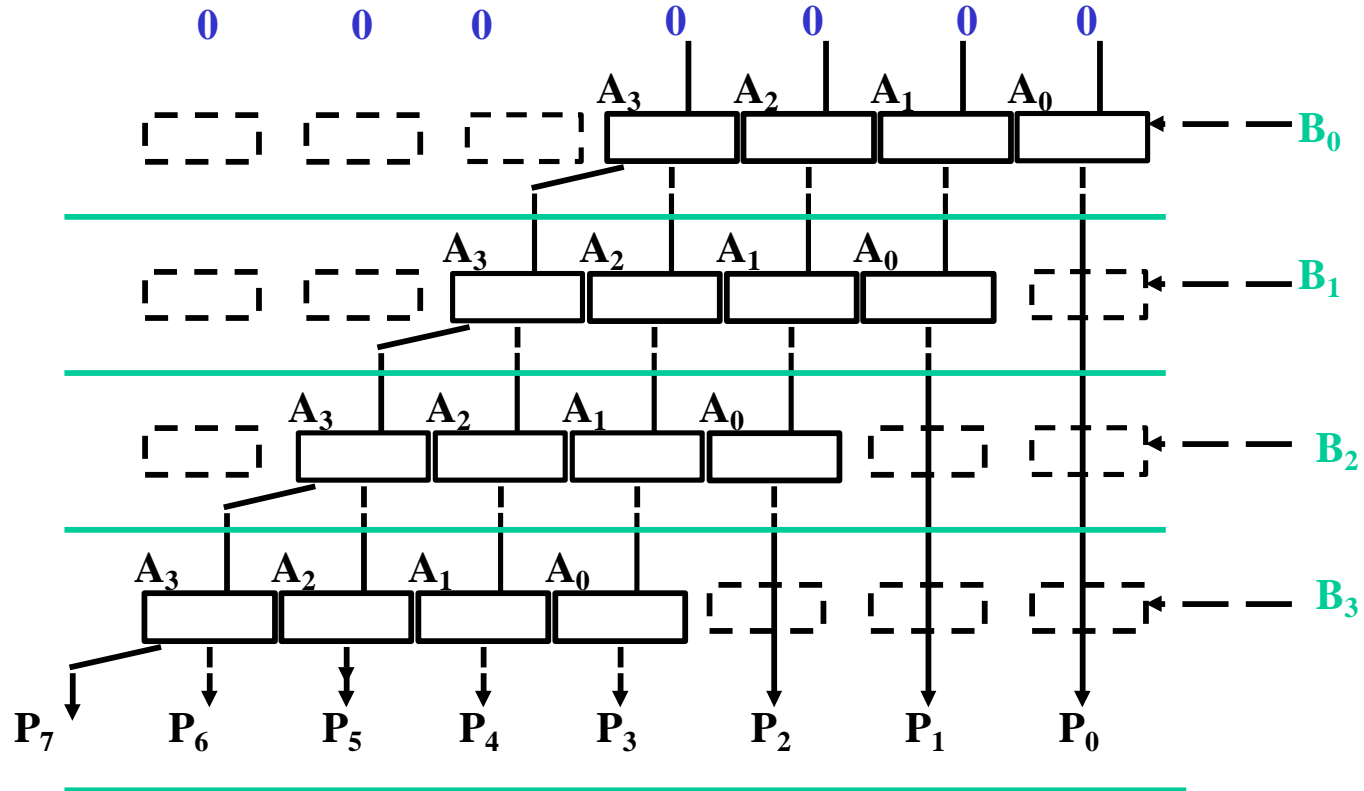 0 0 0 0 0 0 0
A₃ A₂ A₁ A₀
B₀
A₃ A₂ A₁ A₀
B₁
A₃ A₂ A₁ A₀
B₂
A₃ A₂ A₁ A₀
B₃
P₇ P₆ P₅ P₄ P₃ P₂ P₁ P₀